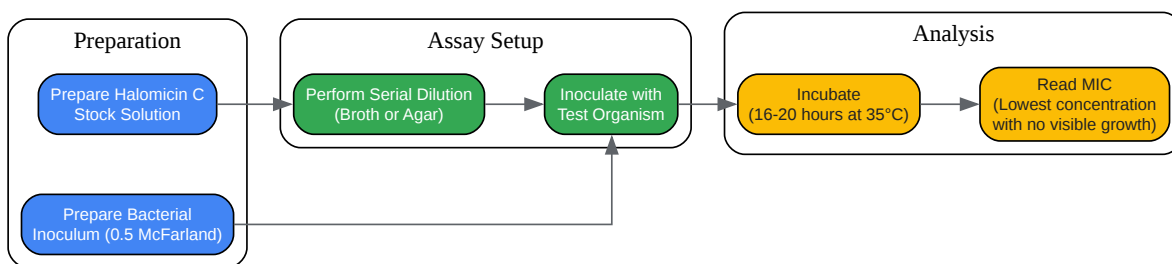 Preparation
Prepare Halomicin C
Stock Solution
Prepare Bacterial
Inoculum (0.5 McFarland)
Assay Setup
Perform Serial Dilution
(Broth or Agar)
Inoculate with
Test Organism
Analysis
Incubate
(16-20 hours at 35°C)
Read MIC
(Lowest concentration
with no visible growth)